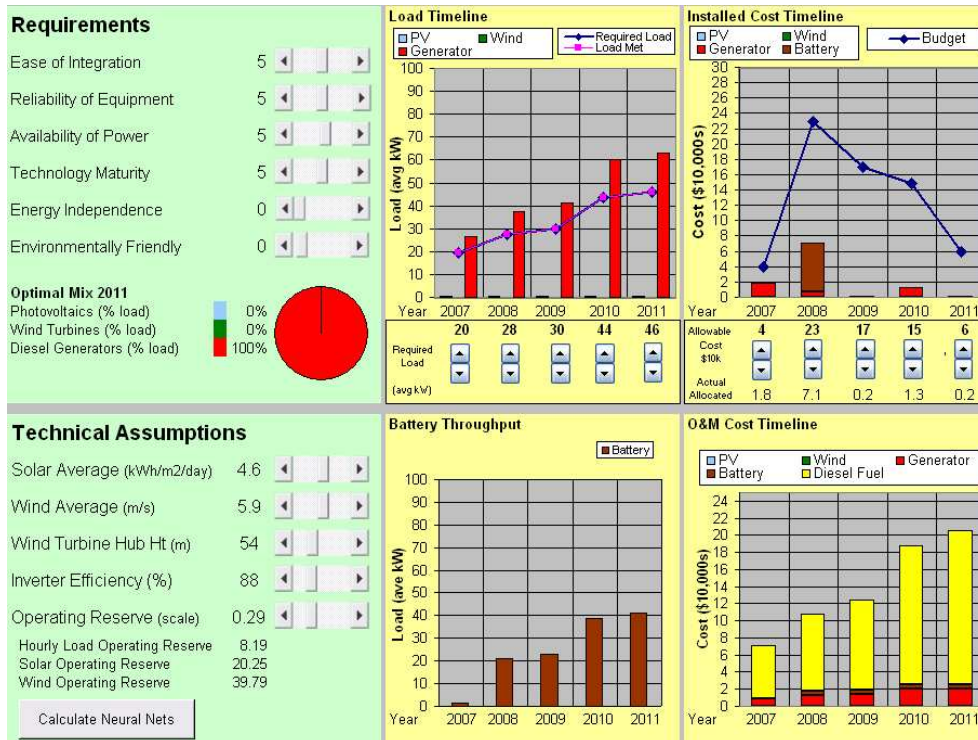 Requirements
Ease of Integration 5
Reliability of Equipment 5
Availability of Power 5
Technology Maturity 5
Energy Independence 0
Environmentally Friendly 0
Optimal Mix 2011
Photovoltaics (% load) 0%
Wind Turbines (% load) 0%
Diesel Generators (% load) 100%
Load Timeline
PV Wind
Generator
Required Load
Load Met
100
90
80
70
60
50
40
30
20
10
0
Load (avg kW)
Year 2007 2008 2009 2010 2011
20 28 30 44 46
Required
Load
(avg kW)
Installed Cost Timeline
PV Wind
Generator Battery
Budget
30
28
26
24
22
20
18
16
14
12
10
8
6
4
2
0
Cost ($10,000s)
Year 2007 2008 2009 2010 2011
Allowable 4 23 17 15 6
Cost
$10k
Actual
Allocated 1.8 7.1 0.2 1.3 0.2
Technical Assumptions
Solar Average (kWh/m2/day) 4.6
Wind Average (m/s) 5.9
Wind Turbine Hub Ht (m) 54
Inverter Efficiency (%) 88
Operating Reserve (scale) 0.29
Hourly Load Operating Reserve 8.19
Solar Operating Reserve 20.25
Wind Operating Reserve 39.79
Calculate Neural Nets
Battery Throughput
Battery
100
90
80
70
60
50
40
30
20
10
0
Load (ave kW)
Year 2007 2008 2009 2010 2011
O&M Cost Timeline
PV Wind Generator
Battery Diesel Fuel
24
22
20
18
16
14
12
10
8
6
4
2
0
Cost ($10,000s)
Year 2007 2008 2009 2010 2011